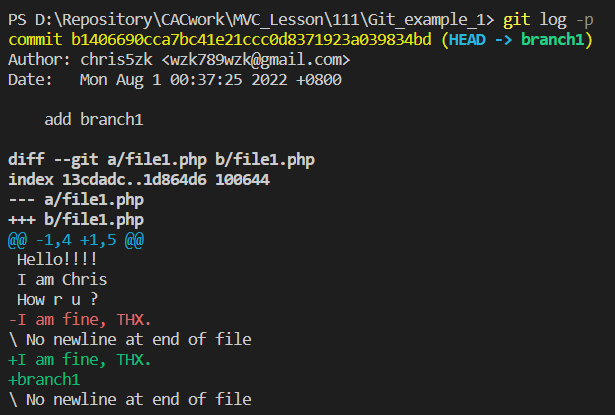 PS D:\Repository\CACwork\MVC_Lesson\111\Git_example_1> git log -p
commit b1406690cca7bc41e21ccc0d8371923a039834bd (HEAD -> branch1)
Author: chris5zk <wzk789wzk@gmail.com>
Date:   Mon Aug 1 00:37:25 2022 +0800

    add branch1

diff --git a/file1.php b/file1.php
index 13cdadc..1d864d6 100644
--- a/file1.php
+++ b/file1.php
@@ -1,4 +1,5 @@
 Hello!!!!
 I am Chris
 How r u ?
-I am fine, THX.
\ No newline at end of file
+I am fine, THX.
+branch1
\ No newline at end of file